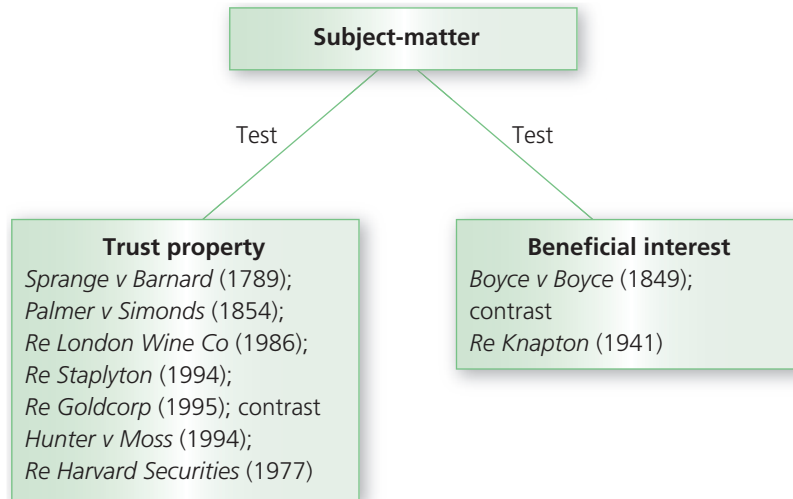 Subject-matter
Test
Test
Trust property
Sprange v Barnard (1789);
Palmer v Simonds (1854);
Re London Wine Co (1986);
Re Staplyton (1994);
Re Goldcorp (1995); contrast
Hunter v Moss (1994);
Re Harvard Securities (1977)
Beneficial interest
Boyce v Boyce (1849);
contrast
Re Knapton (1941)